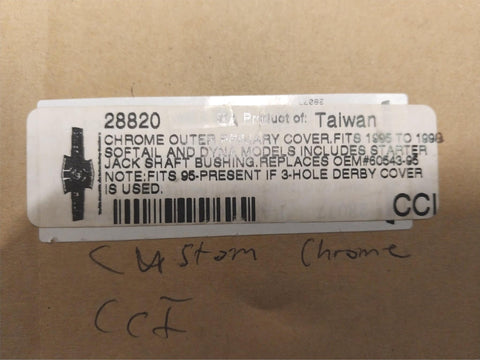 28820
Product of: Taiwan
CHROME OUTER PRIMARY COVER.FITS 1995 TO 1998
SOFTAIL AND DYNA MODELS INCLUDES STARTER
JACK SHAFT BUSHING.REPLACES OEM#60543-95
NOTE:FITS 95-PRESENT IF 3-HOLE DERBY COVER
IS USED.
CCI
Custom Chrome
CCI